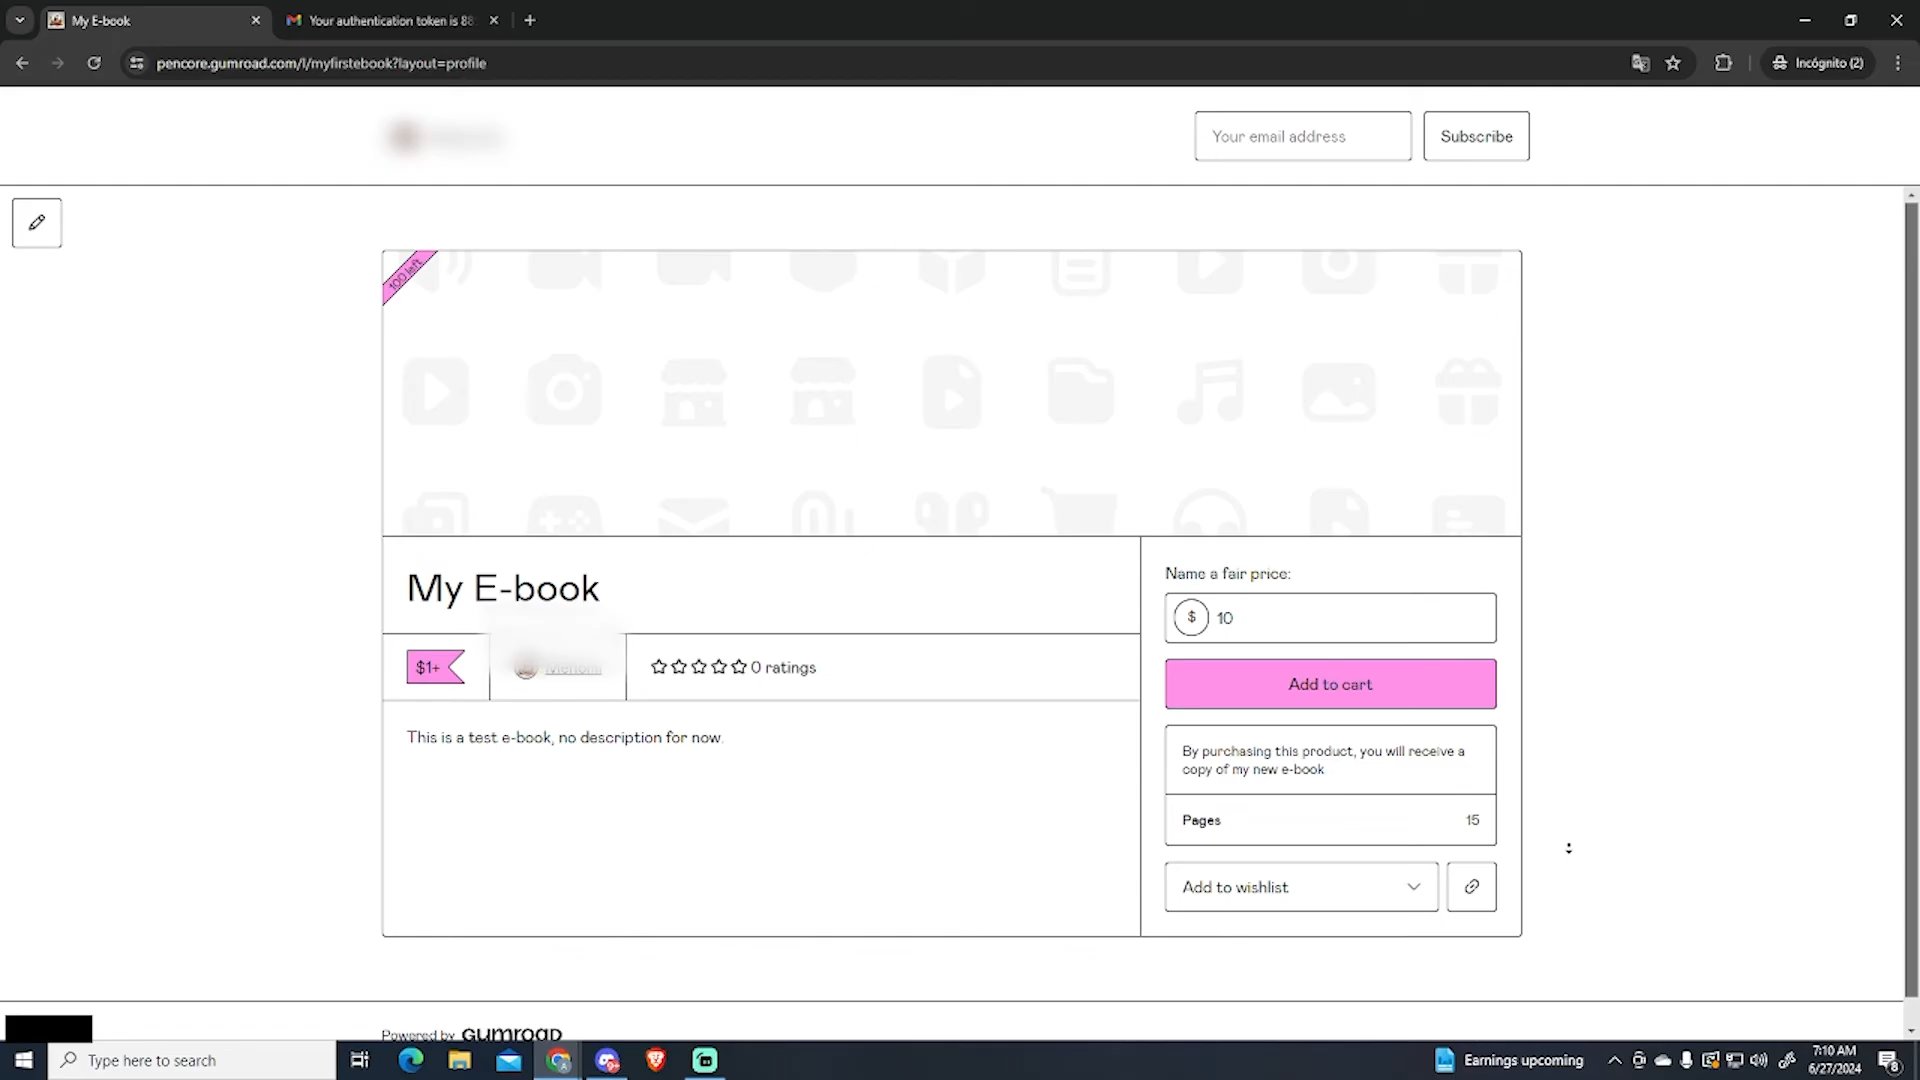 My E-book
Your authentication token is 88
pencore.gumroad.com/l/myfirstebook?layout=profile
Incógnito (2)
Your email address
Subscribe
100 left
My E-book
$1+
0 ratings
This is a test e-book, no description for now.
Name a fair price:
$ 10
Add to cart
By purchasing this product, you will receive a
copy of my new e-book
Pages 15
Add to wishlist
Powered by GUMROAD
Type here to search
Earnings upcoming
7:10 AM
6/27/2024
8